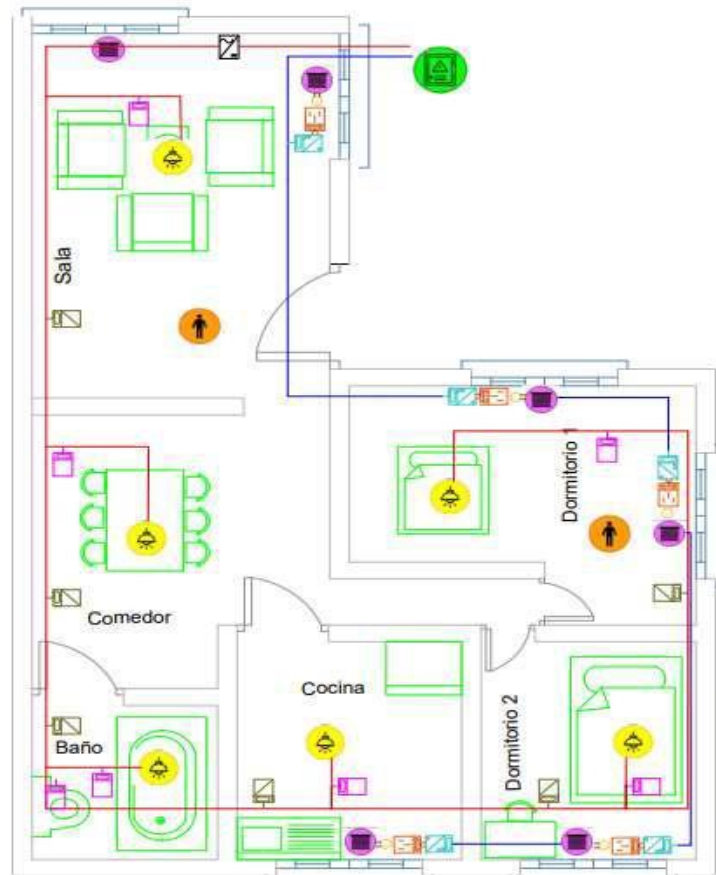 Sala
Dormitorio 1
Comedor
Cocina
Dormitorio 2
Baño